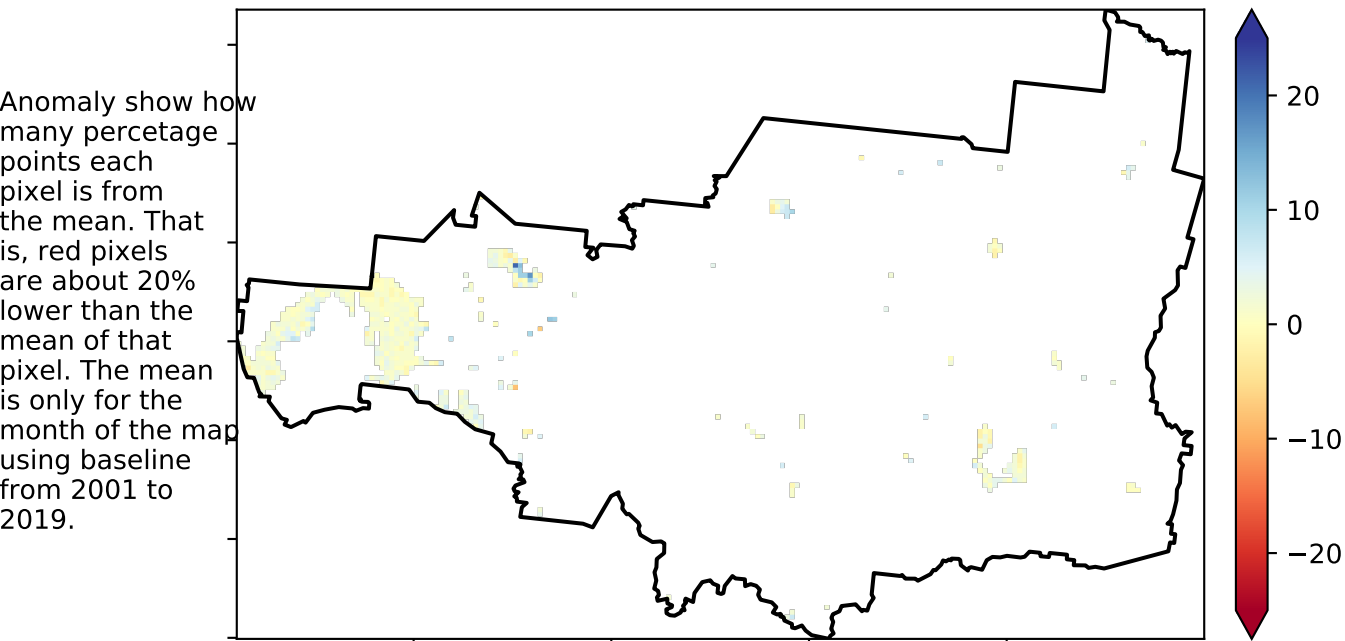 Anomaly show how
many percetage
points each
pixel is from
the mean. That
is, red pixels
are about 20%
lower than the
mean of that
pixel. The mean
is only for the
month of the map
using baseline
from 2001 to
2019.
20
10
0
−10
−20